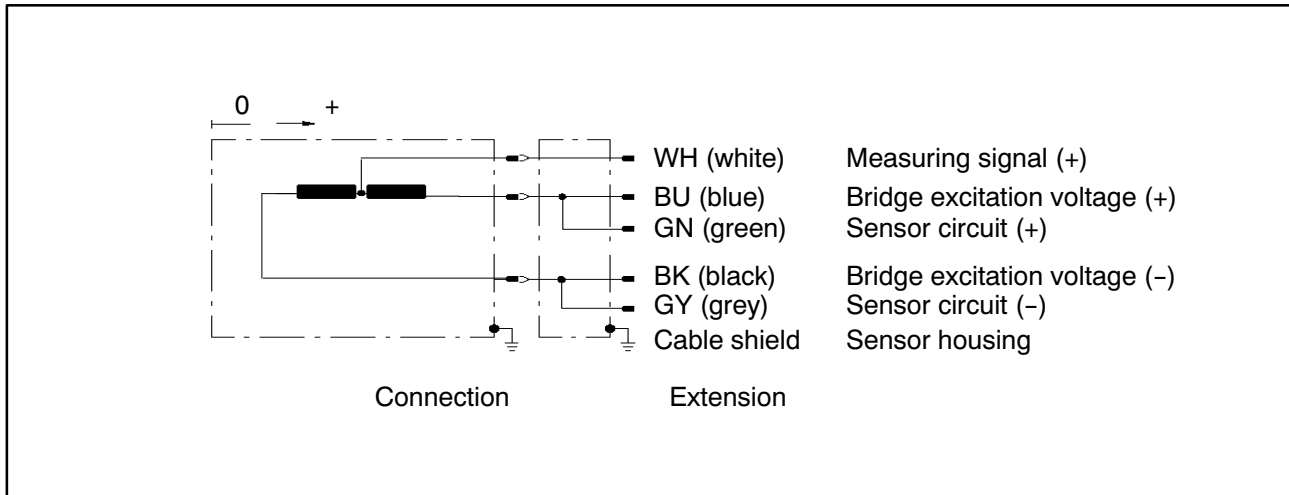 0 +
WH (white) Measuring signal (+)
BU (blue) Bridge excitation voltage (+)
GN (green) Sensor circuit (+)
BK (black) Bridge excitation voltage (−)
GY (grey) Sensor circuit (−)
Cable shield Sensor housing
Connection Extension